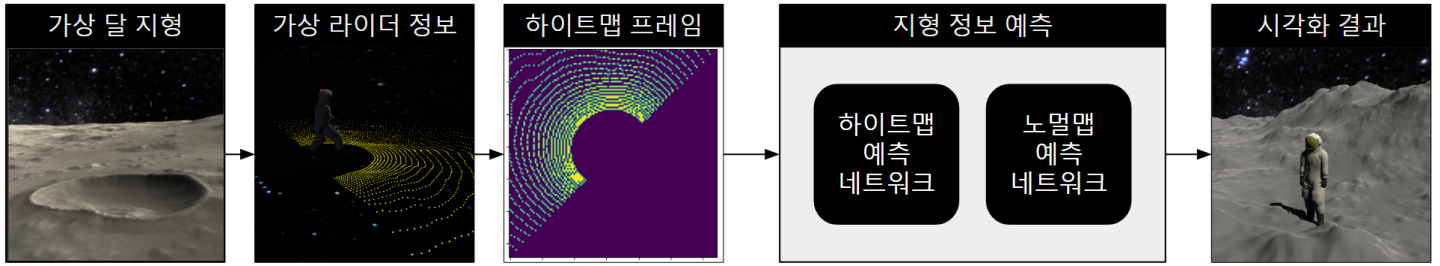 가상 달 지형
가상 라이더 정보
하이트맵 프레임
지형 정보 예측
하이트맵
예측
네트워크
노멀맵
예측
네트워크
시각화 결과